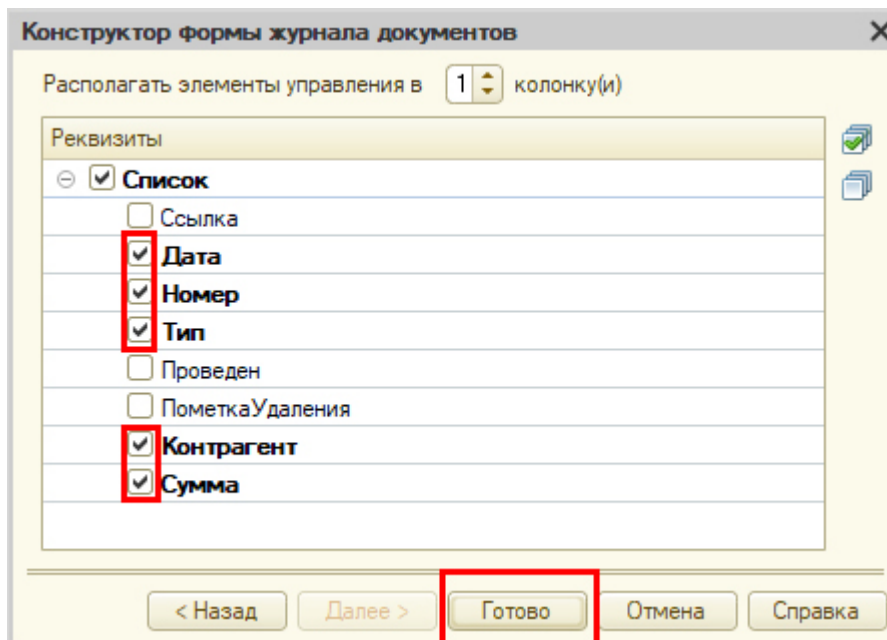 Конструктор формы журнала документов
Располагать элементы управления в 1 колонку(и)
Реквизиты
Список
Ссылка
Дата
Номер
Тип
Проведен
ПометкаУдаления
Контрагент
Сумма
< Назад Далее > Готово Отмена Справка